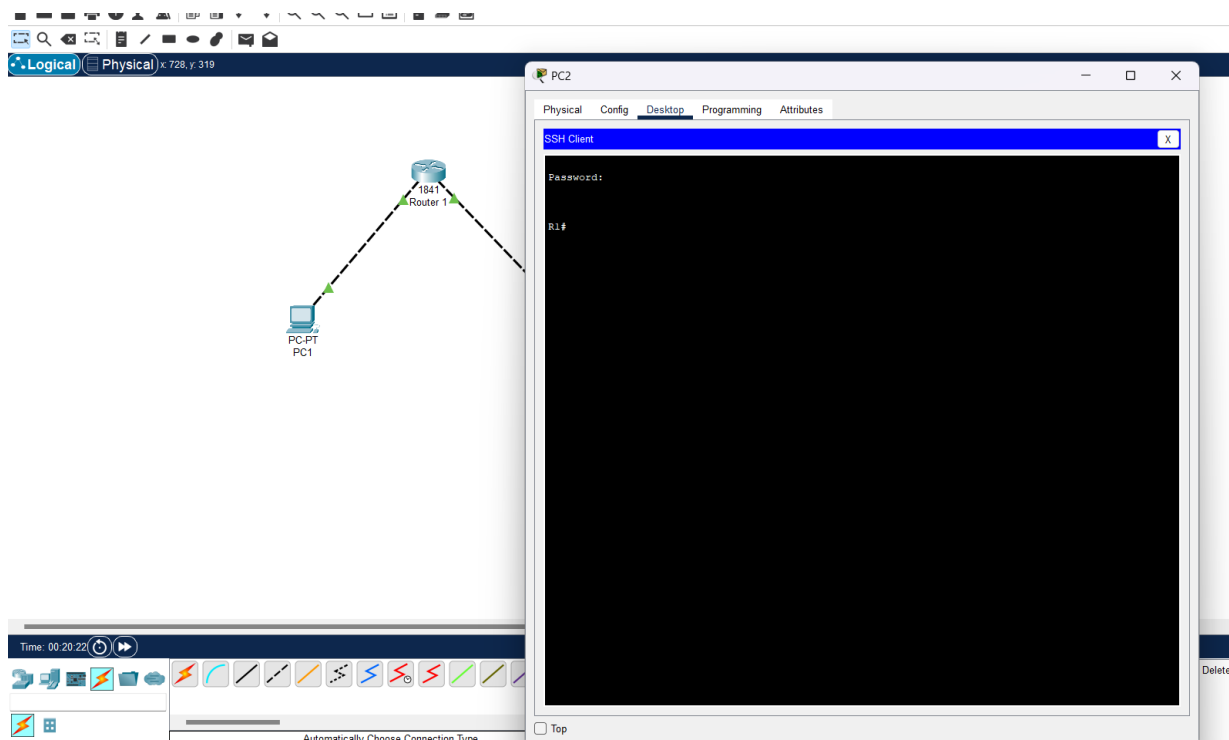 Logical
Physical
x: 728, y: 319
PC2
Physical Config Desktop Programming Attributes
SSH Client
X
Password:
R1#
1841
Router 1
PC-PT
PC1
Time: 00:20:22
Delete
Top
Automatically Choose Connection Type